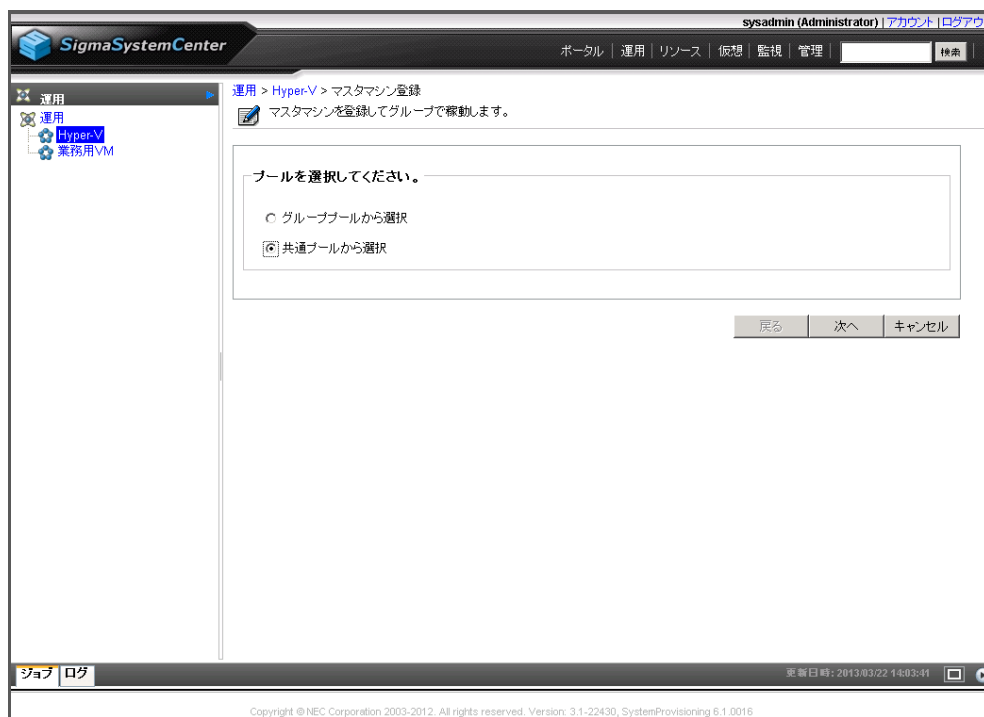 sysadmin (Administrator) | アカウント | ログアウ
SigmaSystemCenter
ポータル | 運用 | リソース | 仮想 | 監視 | 管理 | 検索 |
運用
運用
Hyper-V
業務用VM
運用 > Hyper-V > マスタマシン登録
マスタマシンを登録してグループで稼動します。
プールを選択してください。
グループプールから選択
共通プールから選択
戻る 次へ キャンセル
ジョブ ログ
更新日時: 2013/03/22 14:03:41
Copyright © NEC Corporation 2003-2012. All rights reserved. Version: 3.1-22430, SystemProvisioning 6.1.0016